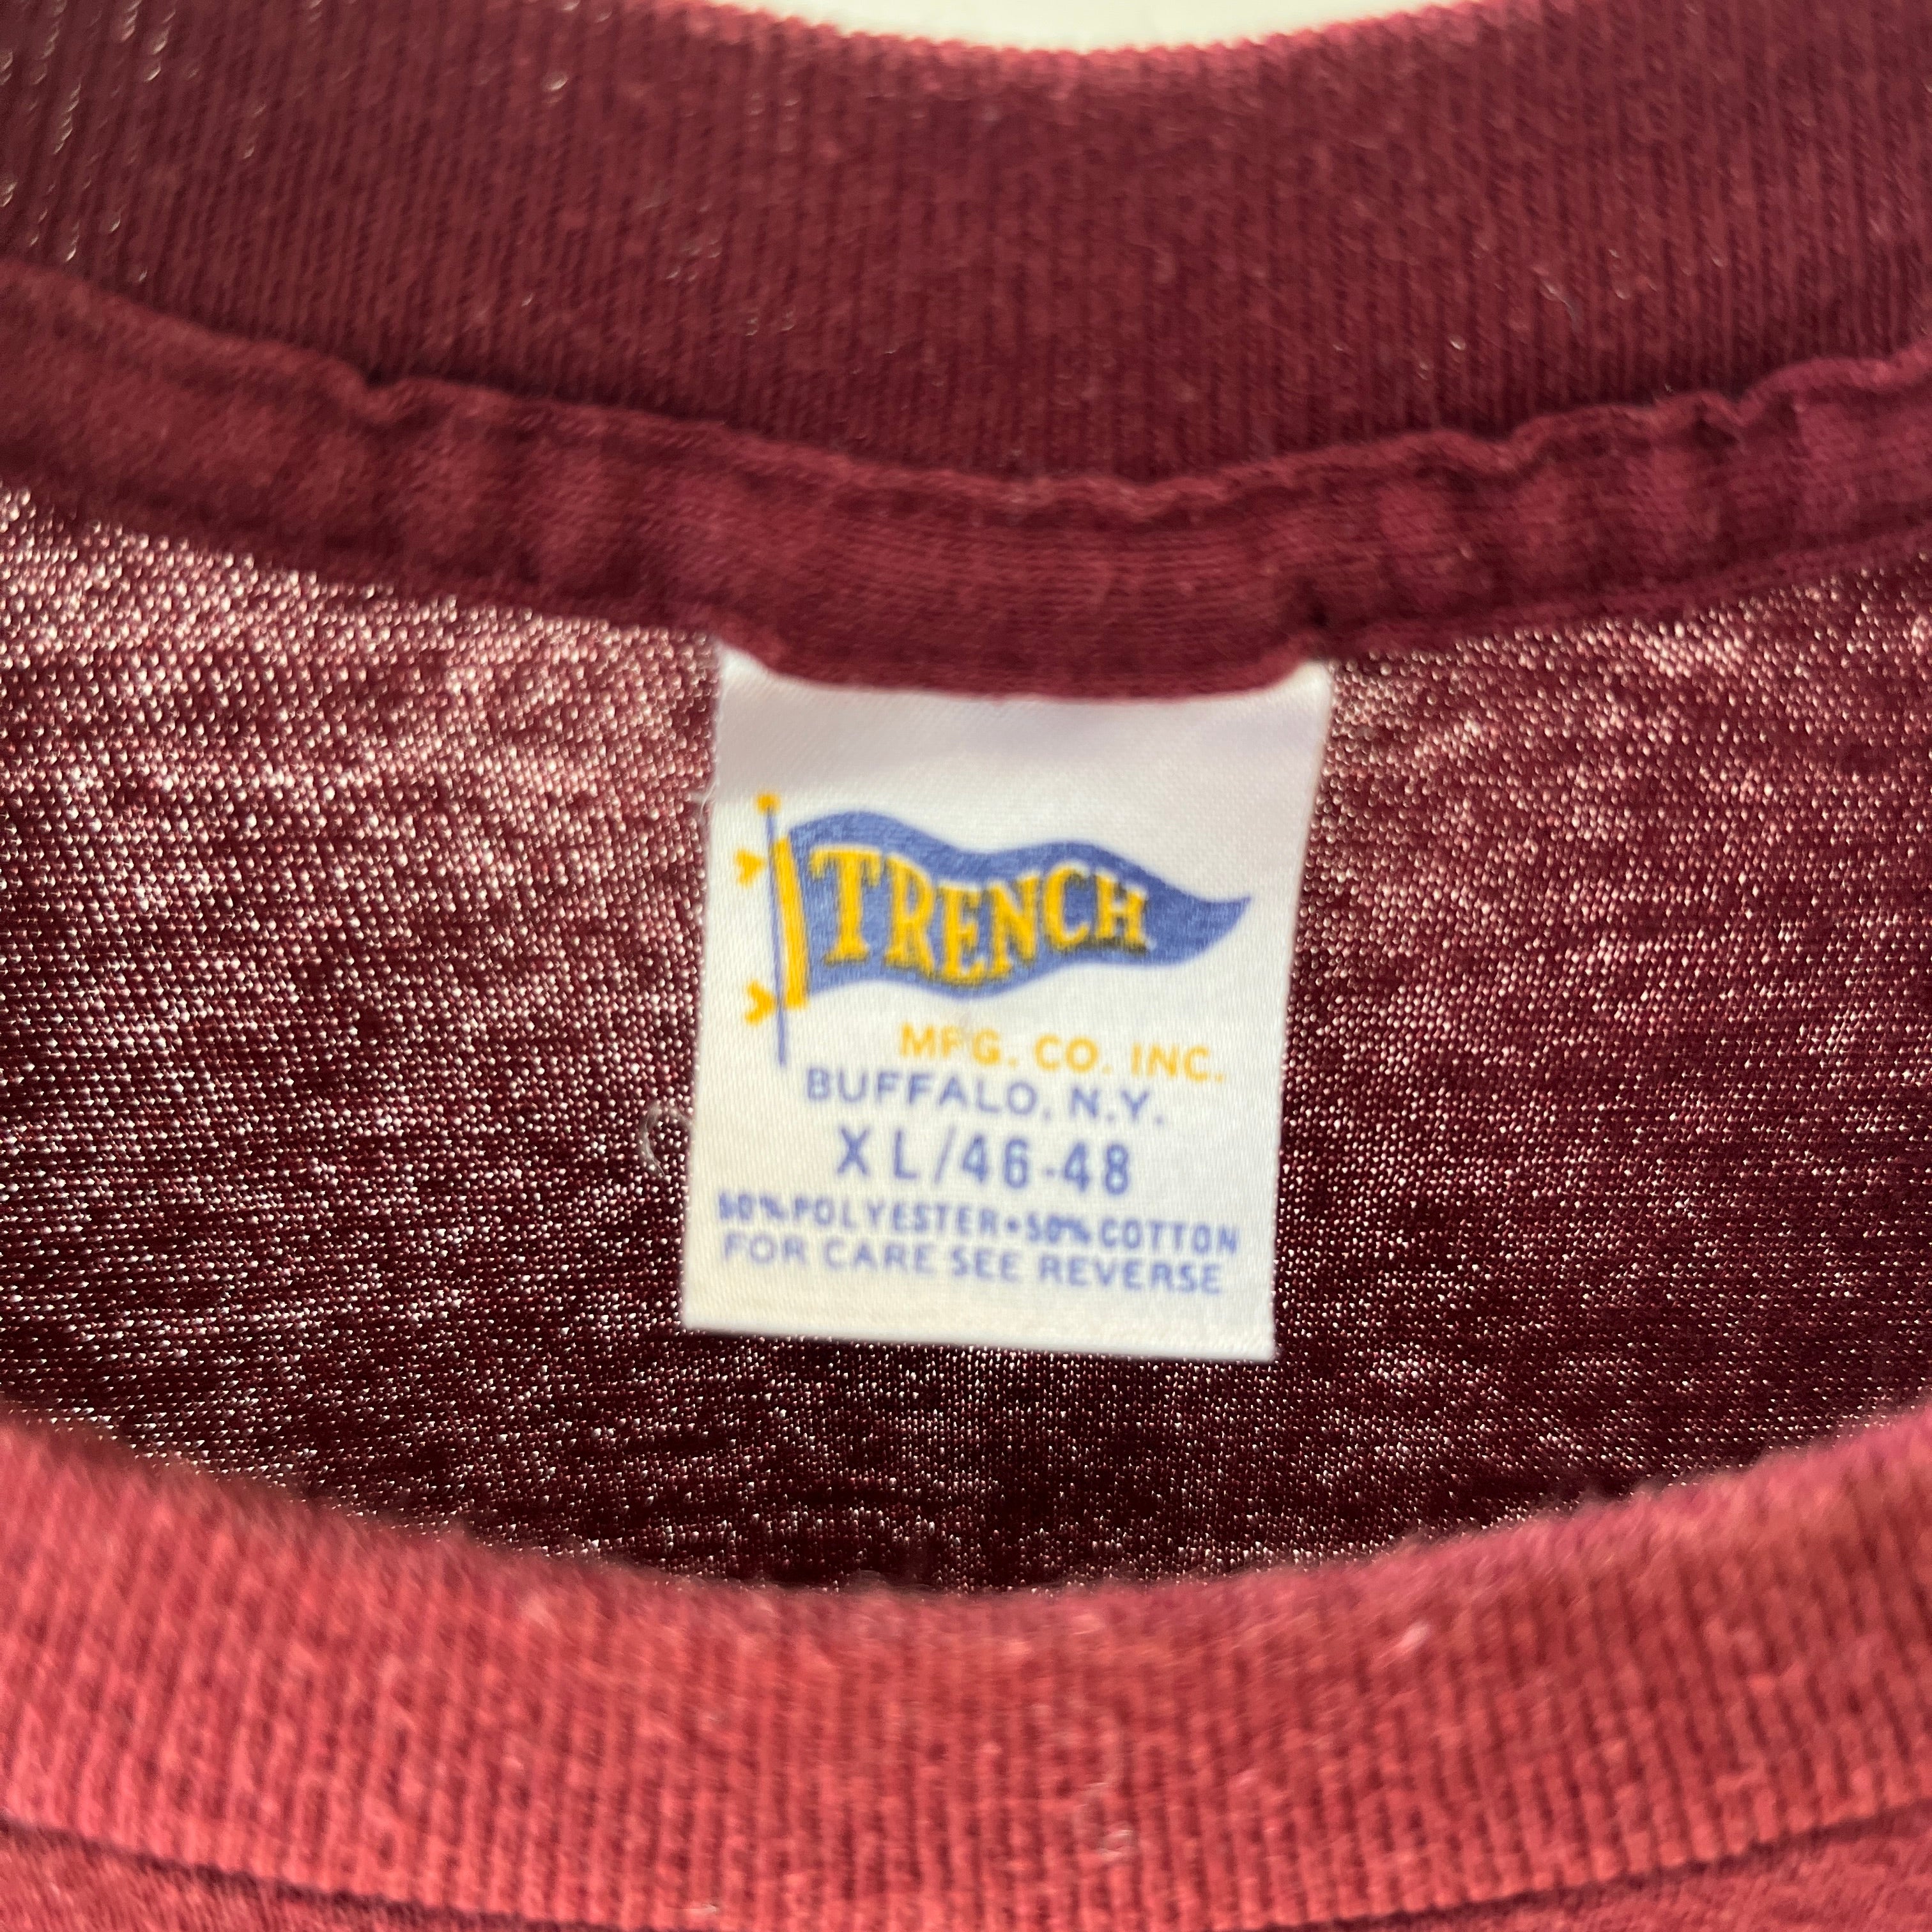 TRENCH
MFG. CO. INC.
BUFFALO, N.Y.
XL/46-48
50% POLYESTER • 50% COTTON
FOR CARE SEE REVERSE